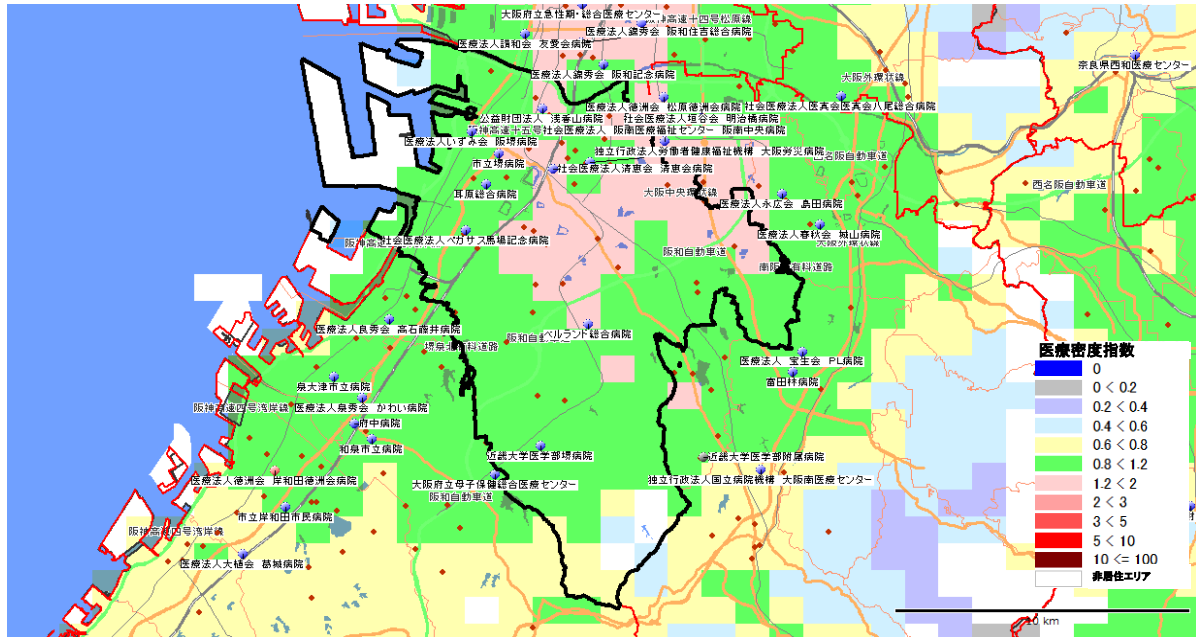 大阪府立急性期・総合医療センター
医療法人錦秀会 阪和住吉総合病院
医療法人讃和会 友愛会病院
奈良県西和医療センター
医療法人錦秀会 阪和記念病院
大阪外環状線
医療法人徳洲会 松原徳洲会病院
社会医療法人医真会医真会八尾総合病院
公益財団法人 浅香山病院
社会医療法人垣谷会 明治橋病院
阪神高速十五号
社会医療法人 阪南医療福祉センター 阪南中央病院
医療法人いずみ会 阪堺病院
独立行政法人労働者健康福祉機構 大阪労災病院
市立堺病院
西名阪自動車道
社会医療法人清恵会 清恵会病院
耳原総合病院
大阪中央環状線
西名阪自動車道
医療法人永広会 島田病院
医療法人春秋会 城山病院
社会医療法人ペガサス馬場記念病院
大阪外環状線
阪和自動車道
医療法人良秀会 高石藤井病院
ベルランド総合病院
阪和自動車道
堺泉北有料道路
医療法人 宝生会 PL病院
富田林病院
泉大津市立病院
阪神高速四号湾岸線
医療法人泉秀会 かわい病院
府中病院
和泉市立病院
近畿大学医学部堺病院
近畿大学医学部附属病院
医療法人徳洲会 岸和田徳洲会病院
大阪府立母子保健総合医療センター
独立行政法人国立病院機構 大阪南医療センター
阪和自動車道
市立岸和田市民病院
阪神高速四号湾岸線
医療法人大植会 葛城病院
医療密度指数
0
0 < 0.2
0.2 < 0.4
0.4 < 0.6
0.6 < 0.8
0.8 < 1.2
1.2 < 2
2 < 3
3 < 5
5 < 10
10 <= 100
非居住エリア
10 km